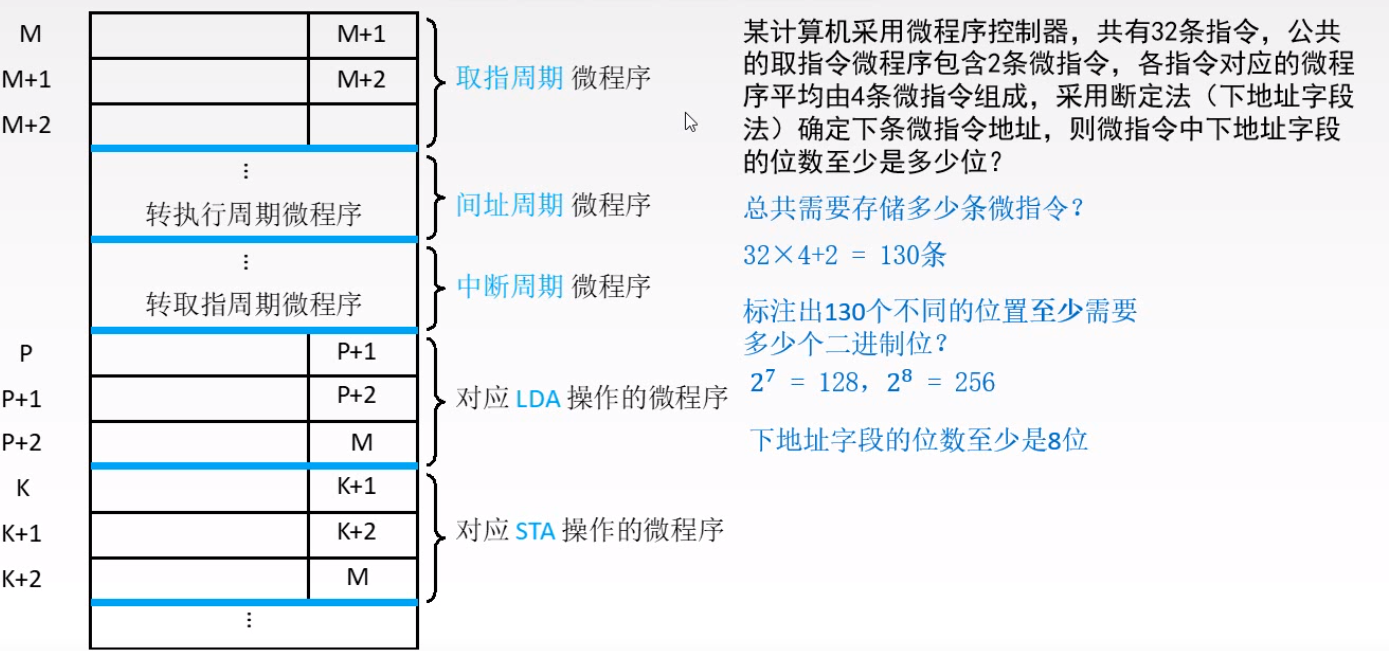 M M+1
M+1 M+2
M+2
取指周期 微程序
⋮
转执行周期微程序
间址周期 微程序
⋮
转取指周期微程序
中断周期 微程序
P P+1
P+1 P+2
P+2 M
对应 LDA 操作的微程序
K K+1
K+1 K+2
K+2 M
对应 STA 操作的微程序
⋮
某计算机采用微程序控制器，共有32条指令，公共
的取指令微程序包含2条微指令，各指令对应的微程
序平均由4条微指令组成，采用断定法（下地址字段
法）确定下条微指令地址，则微指令中下地址字段
的位数至少是多少位？
总共需要存储多少条微指令？
32×4+2 = 130条
标注出130个不同的位置至少需要
多少个二进制位？
2⁷ = 128，2⁸ = 256
下地址字段的位数至少是8位